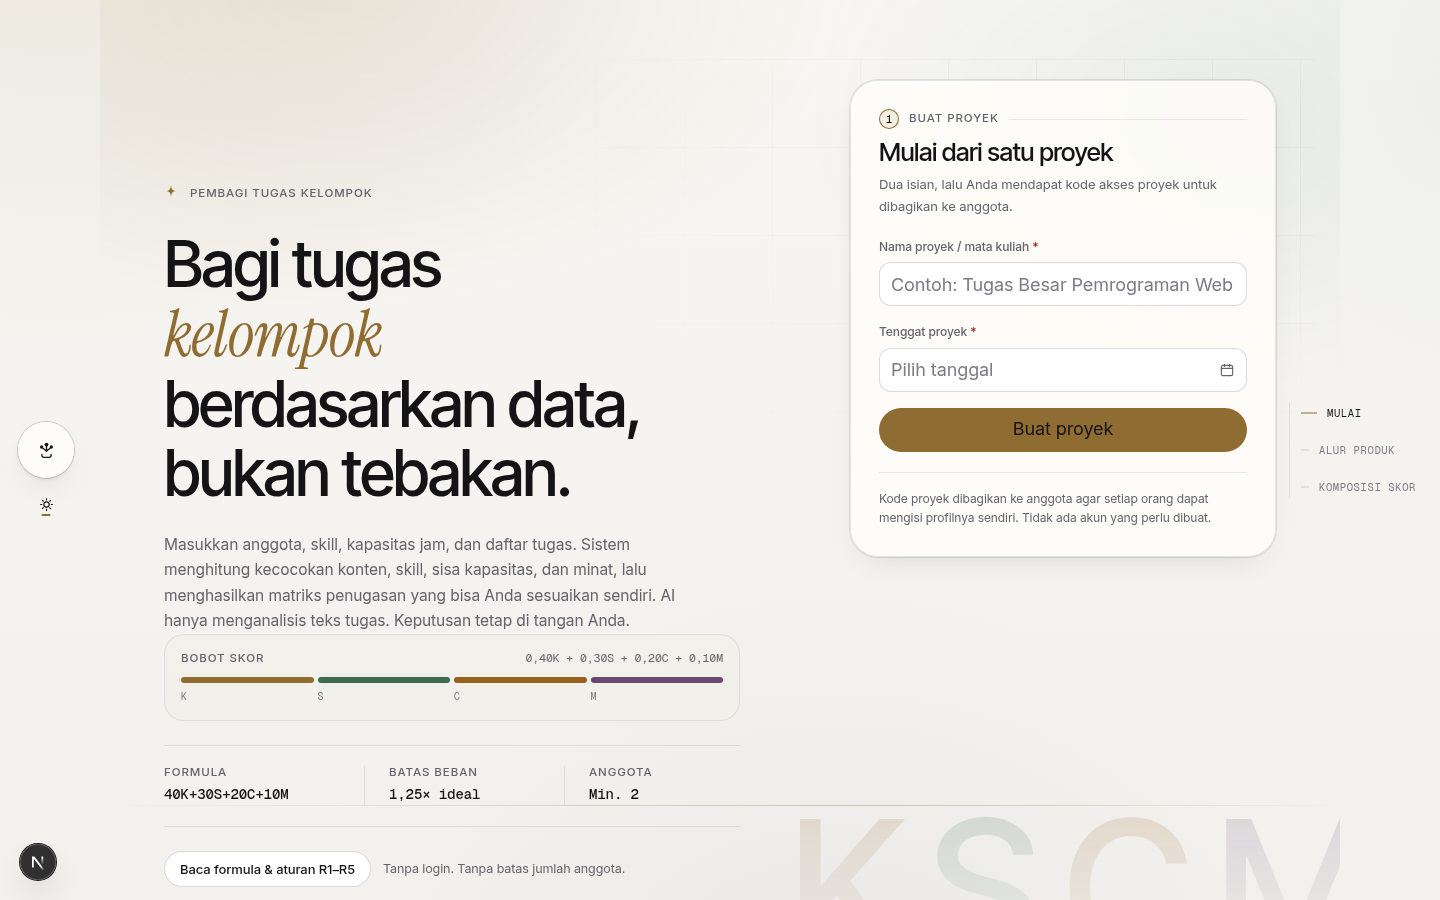 PEMBAGI TUGAS KELOMPOK
Bagi tugas
kelompok
berdasarkan data,
bukan tebakan.
Masukkan anggota, skill, kapasitas jam, dan daftar tugas. Sistem
menghitung kecocokan konten, skill, sisa kapasitas, dan minat, lalu
menghasilkan matriks penugasan yang bisa Anda sesuaikan sendiri. AI
hanya menganalisis teks tugas. Keputusan tetap di tangan Anda.
BOBOT SKOR
0,40K + 0,30S + 0,20C + 0,10M
K
S
C
M
FORMULA
40K+30S+20C+10M
BATAS BEBAN
1,25× ideal
ANGGOTA
Min. 2
Baca formula & aturan R1–R5
Tanpa login. Tanpa batas jumlah anggota.
1
BUAT PROYEK
Mulai dari satu proyek
Dua isian, lalu Anda mendapat kode akses proyek untuk
dibagikan ke anggota.
Nama proyek / mata kuliah *
Contoh: Tugas Besar Pemrograman Web
Tenggat proyek *
Pilih tanggal
Buat proyek
Kode proyek dibagikan ke anggota agar setiap orang dapat
mengisi profilnya sendiri. Tidak ada akun yang perlu dibuat.
MULAI
ALUR PRODUK
KOMPOSISI SKOR
KSCM
N